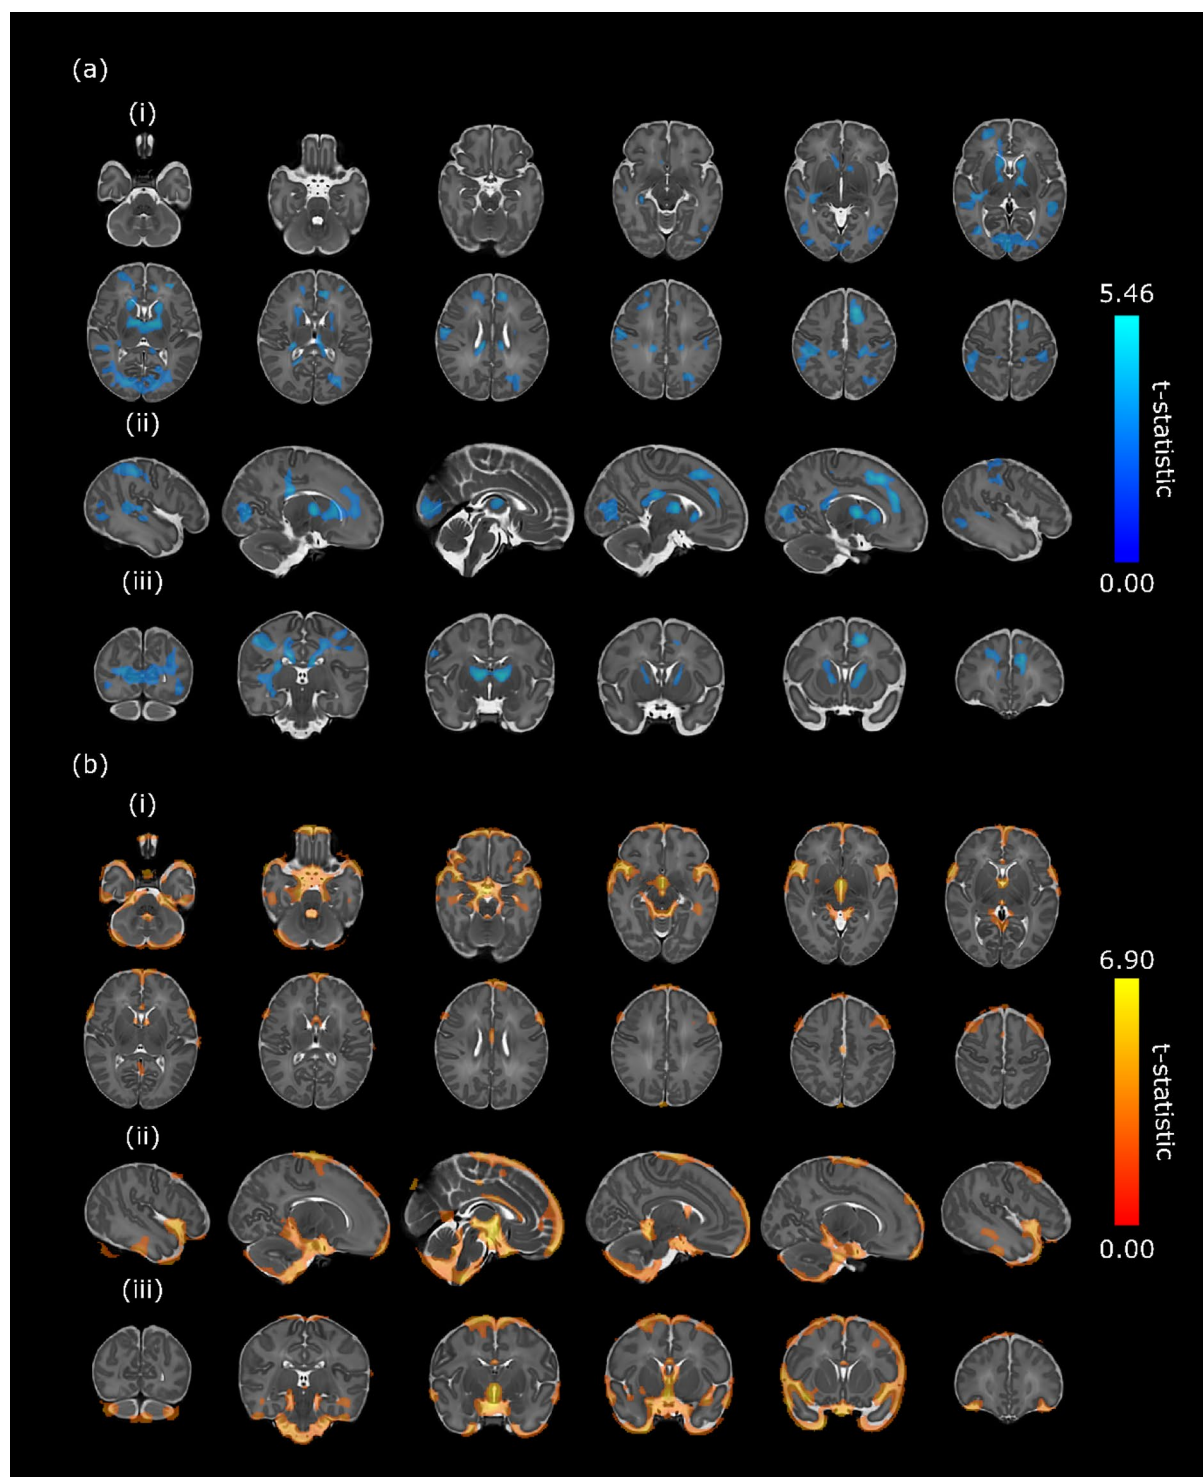 (a)
(i)
(ii)
(iii)
5.46
t-statistic
0.00
(b)
(i)
(ii)
(iii)
6.90
t-statistic
0.00